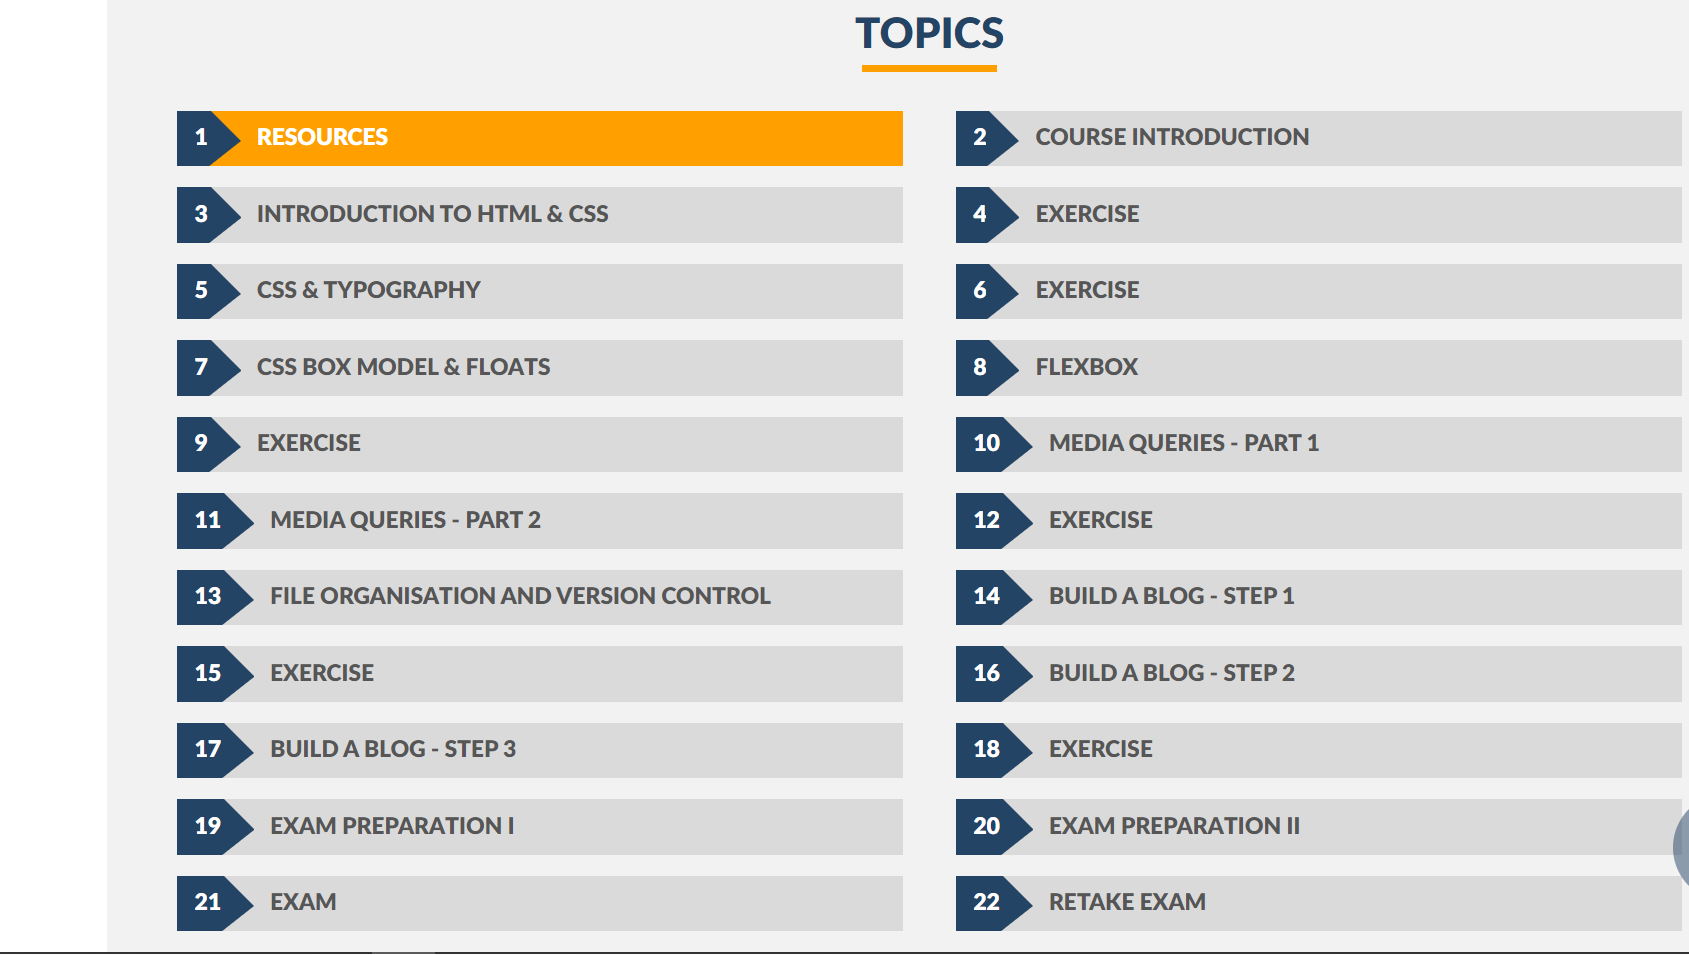 TOPICS
1 RESOURCES
2 COURSE INTRODUCTION
3 INTRODUCTION TO HTML & CSS
4 EXERCISE
5 CSS & TYPOGRAPHY
6 EXERCISE
7 CSS BOX MODEL & FLOATS
8 FLEXBOX
9 EXERCISE
10 MEDIA QUERIES - PART 1
11 MEDIA QUERIES - PART 2
12 EXERCISE
13 FILE ORGANISATION AND VERSION CONTROL
14 BUILD A BLOG - STEP 1
15 EXERCISE
16 BUILD A BLOG - STEP 2
17 BUILD A BLOG - STEP 3
18 EXERCISE
19 EXAM PREPARATION I
20 EXAM PREPARATION II
21 EXAM
22 RETAKE EXAM